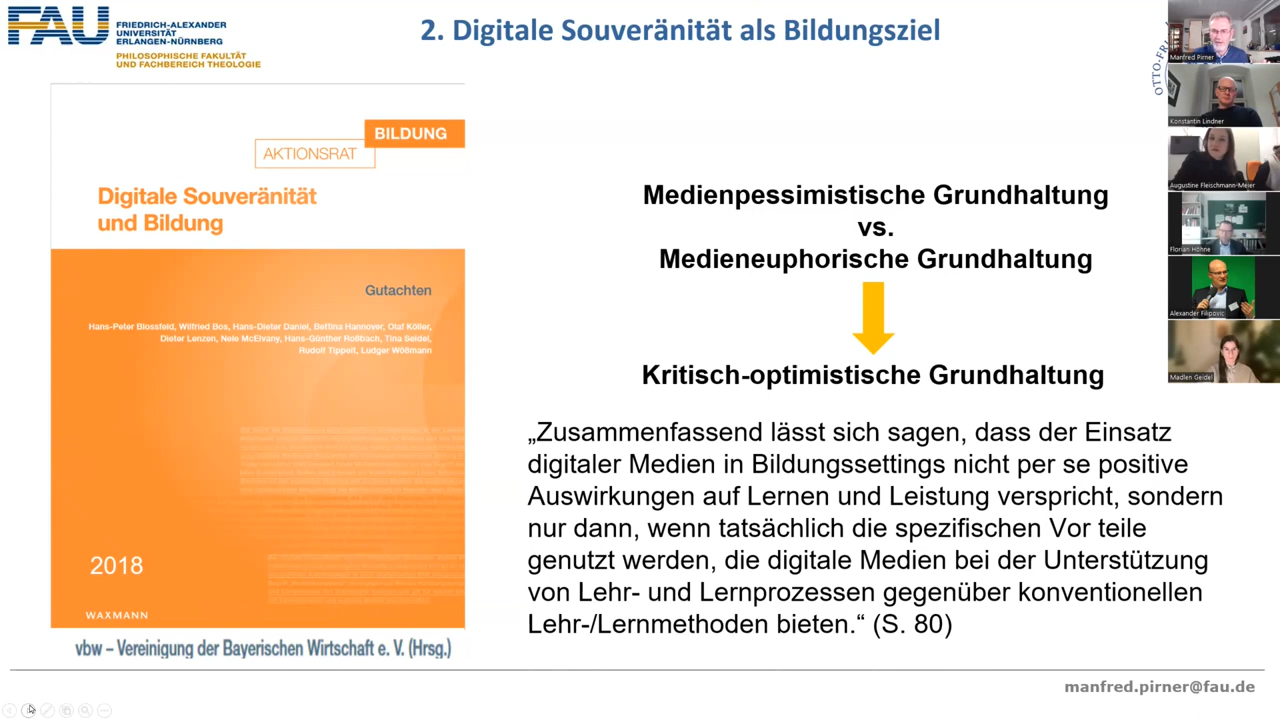 FAU
FRIEDRICH-ALEXANDER
UNIVERSITÄT
ERLANGEN-NÜRNBERG
PHILOSOPHISCHE FAKULTÄT
UND FACHBEREICH THEOLOGIE
2. Digitale Souveränität als Bildungsziel
OTTO-FRI
Manfred Pirner
Konstantin Lindner
Augustine Fleischmann-Meier
Florian Höhne
Alexander Filipovic
Madlen Geidel
BILDUNG
AKTIONSRAT
Digitale Souveränität
und Bildung
Gutachten
Hans-Peter Blossfeld, Wilfried Bos, Hans-Dieter Daniel, Bettina Hannover, Olaf Köller,
Dieter Lenzen, Nele McElvany, Hans-Günther Roßbach, Tina Seidel,
Rudolf Tippelt, Ludger Wößmann
2018
WAXMANN
vbw – Vereinigung der Bayerischen Wirtschaft e. V. (Hrsg.)
Medienpessimistische Grundhaltung
vs.
Medieneuphorische Grundhaltung
Kritisch-optimistische Grundhaltung
„Zusammenfassend lässt sich sagen, dass der Einsatz
digitaler Medien in Bildungssettings nicht per se positive
Auswirkungen auf Lernen und Leistung verspricht, sondern
nur dann, wenn tatsächlich die spezifischen Vor teile
genutzt werden, die digitale Medien bei der Unterstützung
von Lehr- und Lernprozessen gegenüber konventionellen
Lehr-/Lernmethoden bieten.“ (S. 80)
manfred.pirner@fau.de